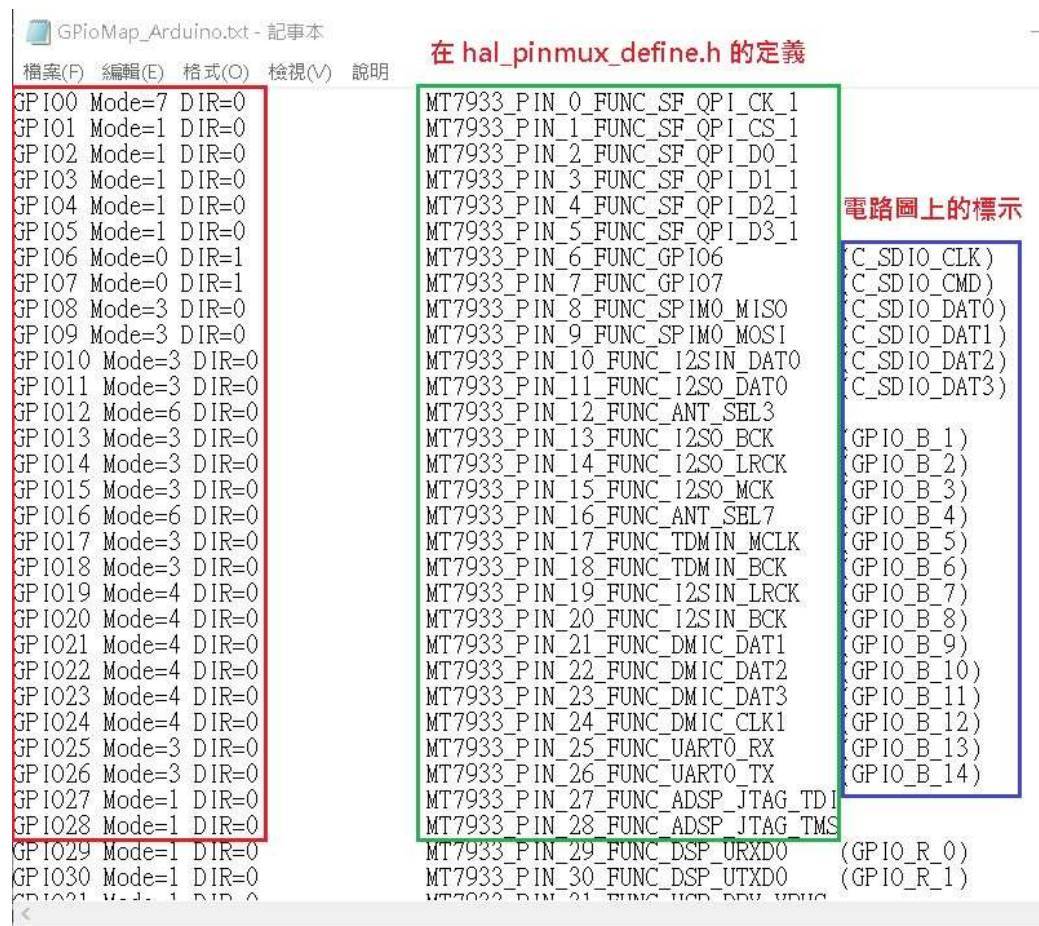 GPioMap_Arduino.txt - 記事本
檔案(F) 編輯(E) 格式(O) 檢視(V) 說明
在 hal_pinmux_define.h 的定義
電路圖上的標示
GPIO0 Mode=7 DIR=0 MT7933_PIN_0_FUNC_SF_QPI_CK_1
GPIO1 Mode=1 DIR=0 MT7933_PIN_1_FUNC_SF_QPI_CS_1
GPIO2 Mode=1 DIR=0 MT7933_PIN_2_FUNC_SF_QPI_D0_1
GPIO3 Mode=1 DIR=0 MT7933_PIN_3_FUNC_SF_QPI_D1_1
GPIO4 Mode=1 DIR=0 MT7933_PIN_4_FUNC_SF_QPI_D2_1
GPIO5 Mode=1 DIR=0 MT7933_PIN_5_FUNC_SF_QPI_D3_1
GPIO6 Mode=0 DIR=1 MT7933_PIN_6_FUNC_GPIO6 (C_SDIO_CLK)
GPIO7 Mode=0 DIR=1 MT7933_PIN_7_FUNC_GPIO7 (C_SDIO_CMD)
GPIO8 Mode=3 DIR=0 MT7933_PIN_8_FUNC_SPIM0_MISO (C_SDIO_DAT0)
GPIO9 Mode=3 DIR=0 MT7933_PIN_9_FUNC_SPIM0_MOSI (C_SDIO_DAT1)
GPIO10 Mode=3 DIR=0 MT7933_PIN_10_FUNC_I2SIN_DAT0 (C_SDIO_DAT2)
GPIO11 Mode=3 DIR=0 MT7933_PIN_11_FUNC_I2SO_DAT0 (C_SDIO_DAT3)
GPIO12 Mode=6 DIR=0 MT7933_PIN_12_FUNC_ANT_SEL3
GPIO13 Mode=3 DIR=0 MT7933_PIN_13_FUNC_I2SO_BCK (GPIO_B_1)
GPIO14 Mode=3 DIR=0 MT7933_PIN_14_FUNC_I2SO_LRCK (GPIO_B_2)
GPIO15 Mode=3 DIR=0 MT7933_PIN_15_FUNC_I2SO_MCK (GPIO_B_3)
GPIO16 Mode=6 DIR=0 MT7933_PIN_16_FUNC_ANT_SEL7 (GPIO_B_4)
GPIO17 Mode=3 DIR=0 MT7933_PIN_17_FUNC_TDMIN_MCLK (GPIO_B_5)
GPIO18 Mode=3 DIR=0 MT7933_PIN_18_FUNC_TDMIN_BCK (GPIO_B_6)
GPIO19 Mode=4 DIR=0 MT7933_PIN_19_FUNC_I2SIN_LRCK (GPIO_B_7)
GPIO20 Mode=4 DIR=0 MT7933_PIN_20_FUNC_I2SIN_BCK (GPIO_B_8)
GPIO21 Mode=4 DIR=0 MT7933_PIN_21_FUNC_DMIC_DAT1 (GPIO_B_9)
GPIO22 Mode=4 DIR=0 MT7933_PIN_22_FUNC_DMIC_DAT2 (GPIO_B_10)
GPIO23 Mode=4 DIR=0 MT7933_PIN_23_FUNC_DMIC_DAT3 (GPIO_B_11)
GPIO24 Mode=4 DIR=0 MT7933_PIN_24_FUNC_DMIC_CLK1 (GPIO_B_12)
GPIO25 Mode=3 DIR=0 MT7933_PIN_25_FUNC_UART0_RX (GPIO_B_13)
GPIO26 Mode=3 DIR=0 MT7933_PIN_26_FUNC_UART0_TX (GPIO_B_14)
GPIO27 Mode=1 DIR=0 MT7933_PIN_27_FUNC_ADSP_JTAG_TDI
GPIO28 Mode=1 DIR=0 MT7933_PIN_28_FUNC_ADSP_JTAG_TMS
GPIO29 Mode=1 DIR=0 MT7933_PIN_29_FUNC_DSP_URXD0 (GPIO_R_0)
GPIO30 Mode=1 DIR=0 MT7933_PIN_30_FUNC_DSP_UTXD0 (GPIO_R_1)